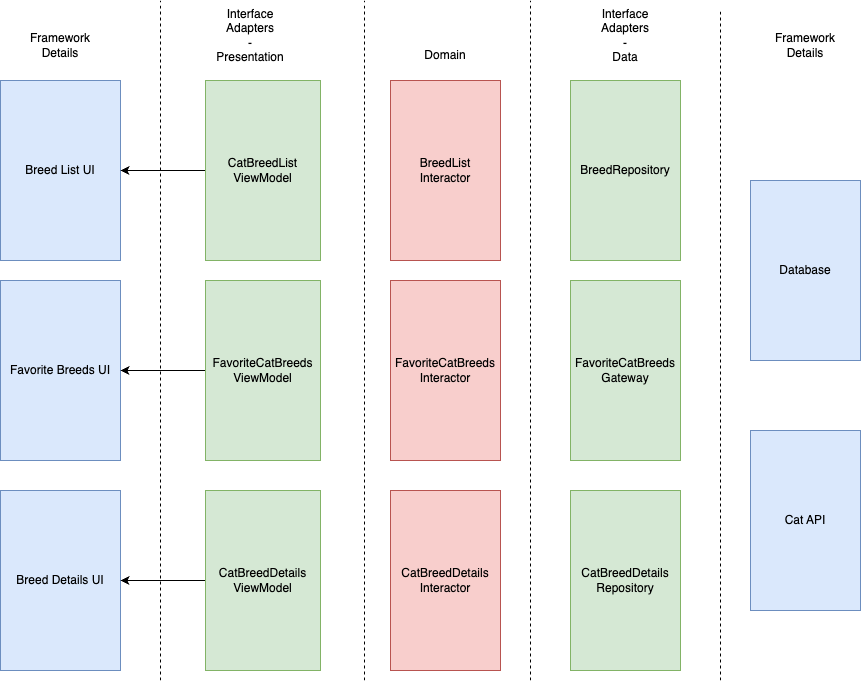 Framework
Details
Interface
Adapters
-
Presentation
Domain
Interface
Adapters
-
Data
Framework
Details
Breed List UI
CatBreedList
ViewModel
BreedList
Interactor
BreedRepository
Database
Favorite Breeds UI
FavoriteCatBreeds
ViewModel
FavoriteCatBreeds
Interactor
FavoriteCatBreeds
Gateway
Cat API
Breed Details UI
CatBreedDetails
ViewModel
CatBreedDetails
Interactor
CatBreedDetails
Repository